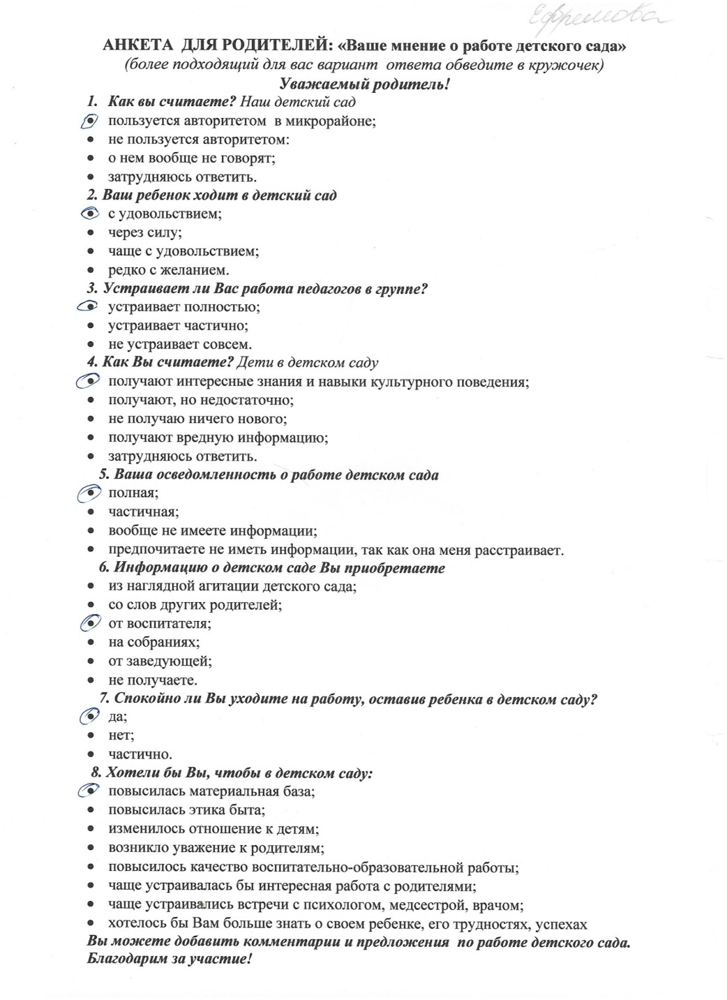 Ефремова
АНКЕТА ДЛЯ РОДИТЕЛЕЙ: «Ваше мнение о работе детского сада»
(более подходящий для вас вариант ответа обведите в кружочек)
Уважаемый родитель!
1. Как вы считаете? Наш детский сад
• пользуется авторитетом в микрорайоне;
• не пользуется авторитетом:
• о нем вообще не говорят;
• затрудняюсь ответить.
2. Ваш ребенок ходит в детский сад
• с удовольствием;
• через силу;
• чаще с удовольствием;
• редко с желанием.
3. Устраивает ли Вас работа педагогов в группе?
• устраивает полностью;
• устраивает частично;
• не устраивает совсем.
4. Как Вы считаете? Дети в детском саду
• получают интересные знания и навыки культурного поведения;
• получают, но недостаточно;
• не получаю ничего нового;
• получают вредную информацию;
• затрудняюсь ответить.
5. Ваша осведомленность о работе детском сада
• полная;
• частичная;
• вообще не имеете информации;
• предпочитаете не иметь информации, так как она меня расстраивает.
6. Информацию о детском саде Вы приобретаете
• из наглядной агитации детского сада;
• со слов других родителей;
• от воспитателя;
• на собраниях;
• от заведующей;
• не получаете.
7. Спокойно ли Вы уходите на работу, оставив ребенка в детском саду?
• да;
• нет;
• частично.
8. Хотели бы Вы, чтобы в детском саду:
• повысилась материальная база;
• повысилась этика быта;
• изменилось отношение к детям;
• возникло уважение к родителям;
• повысилось качество воспитательно-образовательной работы;
• чаще устраивалась бы интересная работа с родителями;
• чаще устраивались встречи с психологом, медсестрой, врачом;
• хотелось бы Вам больше знать о своем ребенке, его трудностях, успехах
Вы можете добавить комментарии и предложения по работе детского сада.
Благодарим за участие!